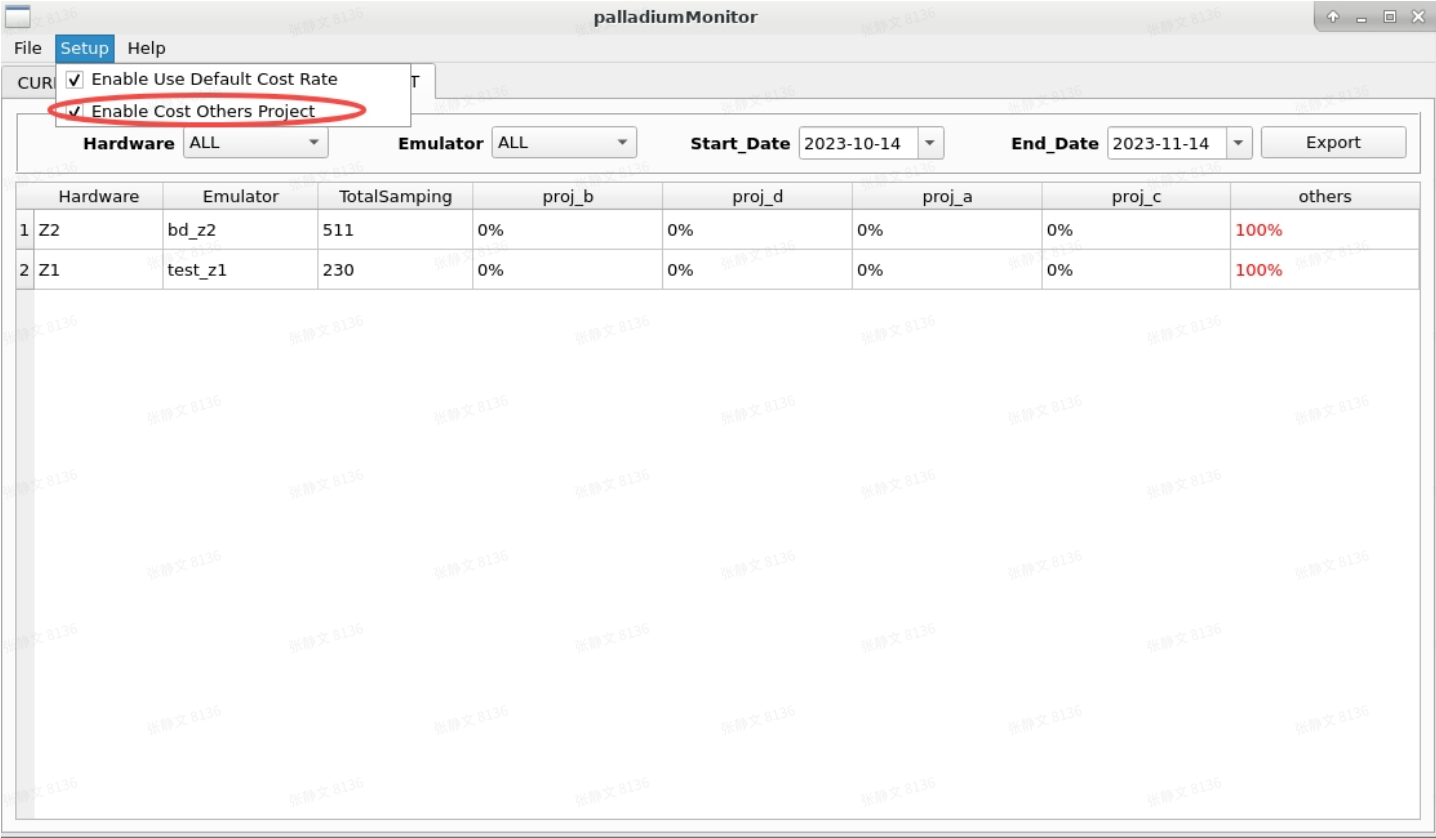 palladiumMonitor
File Setup Help
CUR
Enable Use Default Cost Rate
T
Enable Cost Others Project
Hardware ALL Emulator ALL Start_Date 2023-10-14 End_Date 2023-11-14 Export
Hardware Emulator TotalSamping proj_b proj_d proj_a proj_c others
1 Z2 bd_z2 511 0% 0% 0% 0% 100%
2 Z1 test_z1 230 0% 0% 0% 0% 100%
张静文 8136